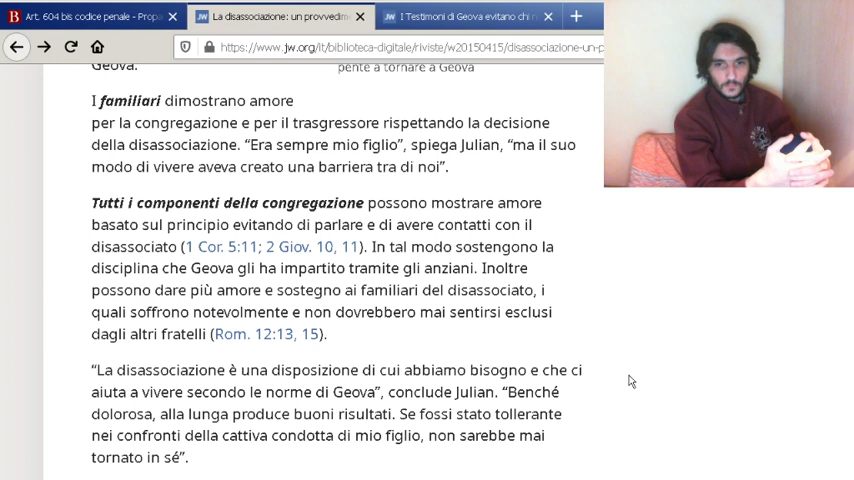 Art. 604 bis codice penale - Propa
La disassociazione: un provvedim
I Testimoni di Geova evitano chi
https://www.jw.org/it/biblioteca-digitale/riviste/w20150415/disassociazione-un-p
Geova.
pente a tornare a Geova
I familiari dimostrano amore
per la congregazione e per il trasgressore rispettando la decisione
della disassociazione. “Era sempre mio figlio”, spiega Julian, “ma il suo
modo di vivere aveva creato una barriera tra di noi”.
Tutti i componenti della congregazione possono mostrare amore
basato sul principio evitando di parlare e di avere contatti con il
disassociato (1 Cor. 5:11; 2 Giov. 10, 11). In tal modo sostengono la
disciplina che Geova gli ha impartito tramite gli anziani. Inoltre
possono dare più amore e sostegno ai familiari del disassociato, i
quali soffrono notevolmente e non dovrebbero mai sentirsi esclusi
dagli altri fratelli (Rom. 12:13, 15).
“La disassociazione è una disposizione di cui abbiamo bisogno e che ci
aiuta a vivere secondo le norme di Geova”, conclude Julian. “Benché
dolorosa, alla lunga produce buoni risultati. Se fossi stato tollerante
nei confronti della cattiva condotta di mio figlio, non sarebbe mai
tornato in sé”.